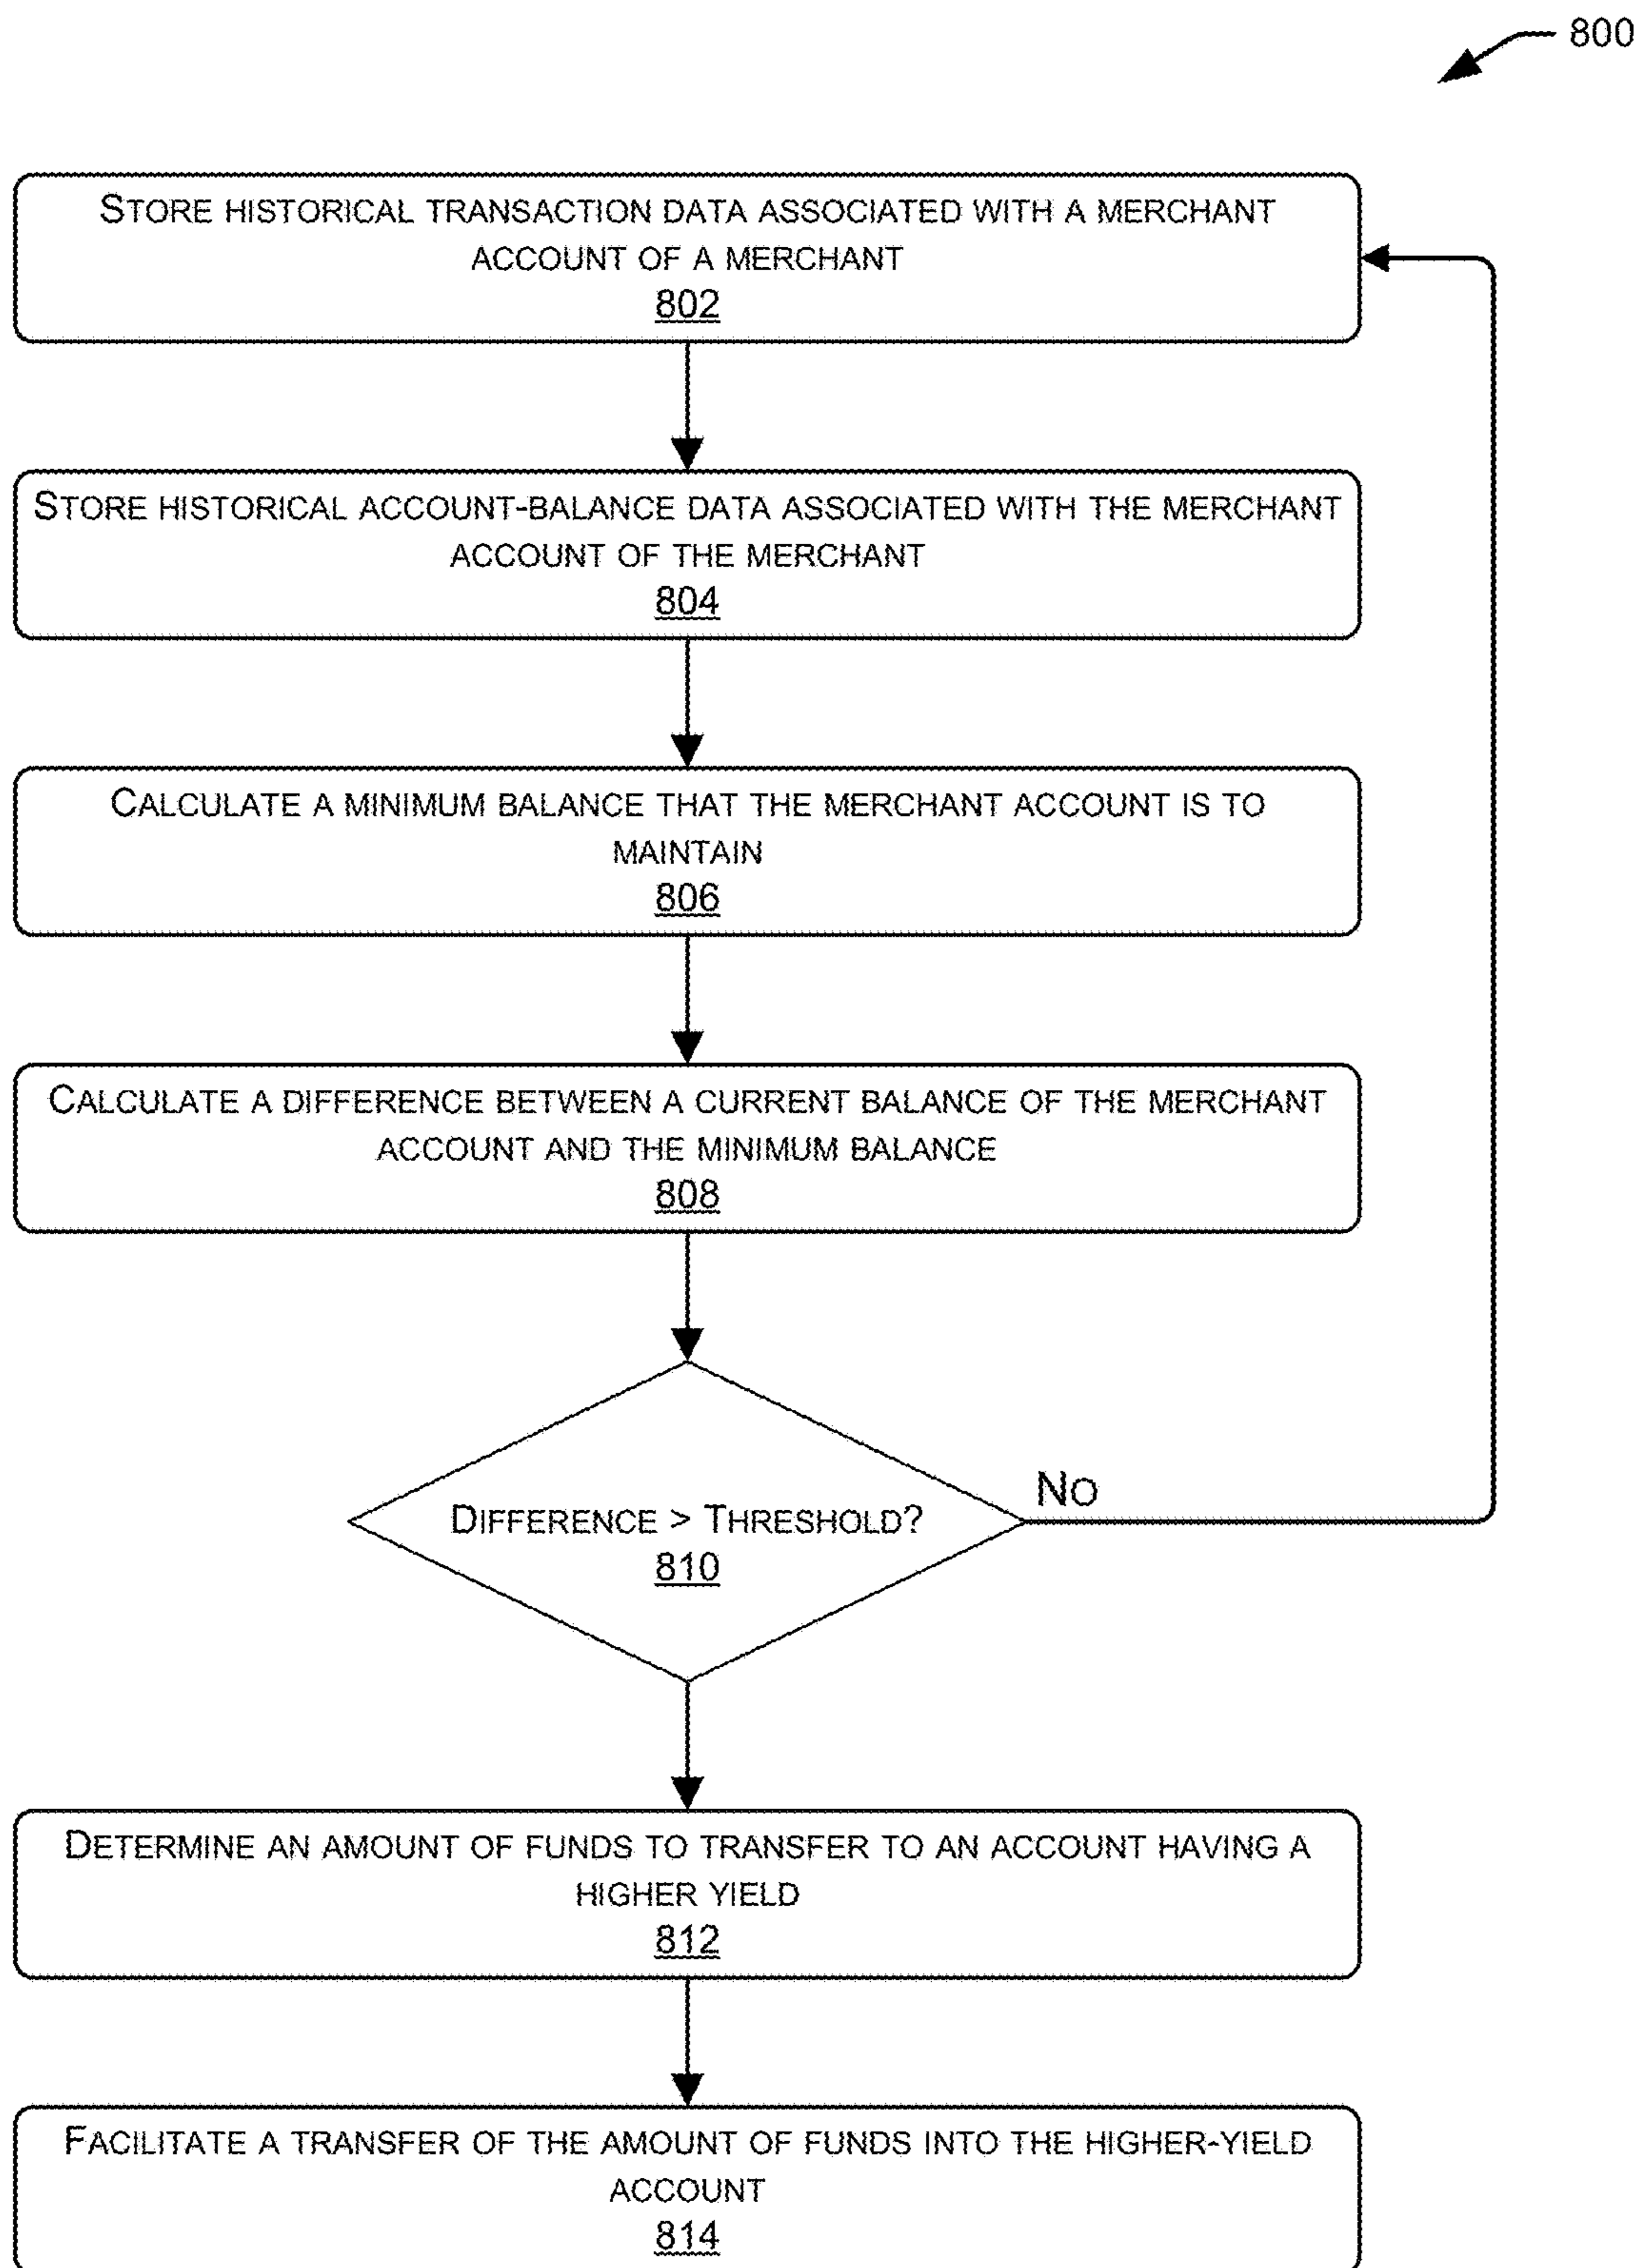 800
STORE HISTORICAL TRANSACTION DATA ASSOCIATED WITH A MERCHANT
ACCOUNT OF A MERCHANT
802
STORE HISTORICAL ACCOUNT-BALANCE DATA ASSOCIATED WITH THE MERCHANT
ACCOUNT OF THE MERCHANT
804
CALCULATE A MINIMUM BALANCE THAT THE MERCHANT ACCOUNT IS TO
MAINTAIN
806
CALCULATE A DIFFERENCE BETWEEN A CURRENT BALANCE OF THE MERCHANT
ACCOUNT AND THE MINIMUM BALANCE
808
NO
DIFFERENCE > THRESHOLD?
810
DETERMINE AN AMOUNT OF FUNDS TO TRANSFER TO AN ACCOUNT HAVING A
HIGHER YIELD
812
FACILITATE A TRANSFER OF THE AMOUNT OF FUNDS INTO THE HIGHER-YIELD
ACCOUNT
814